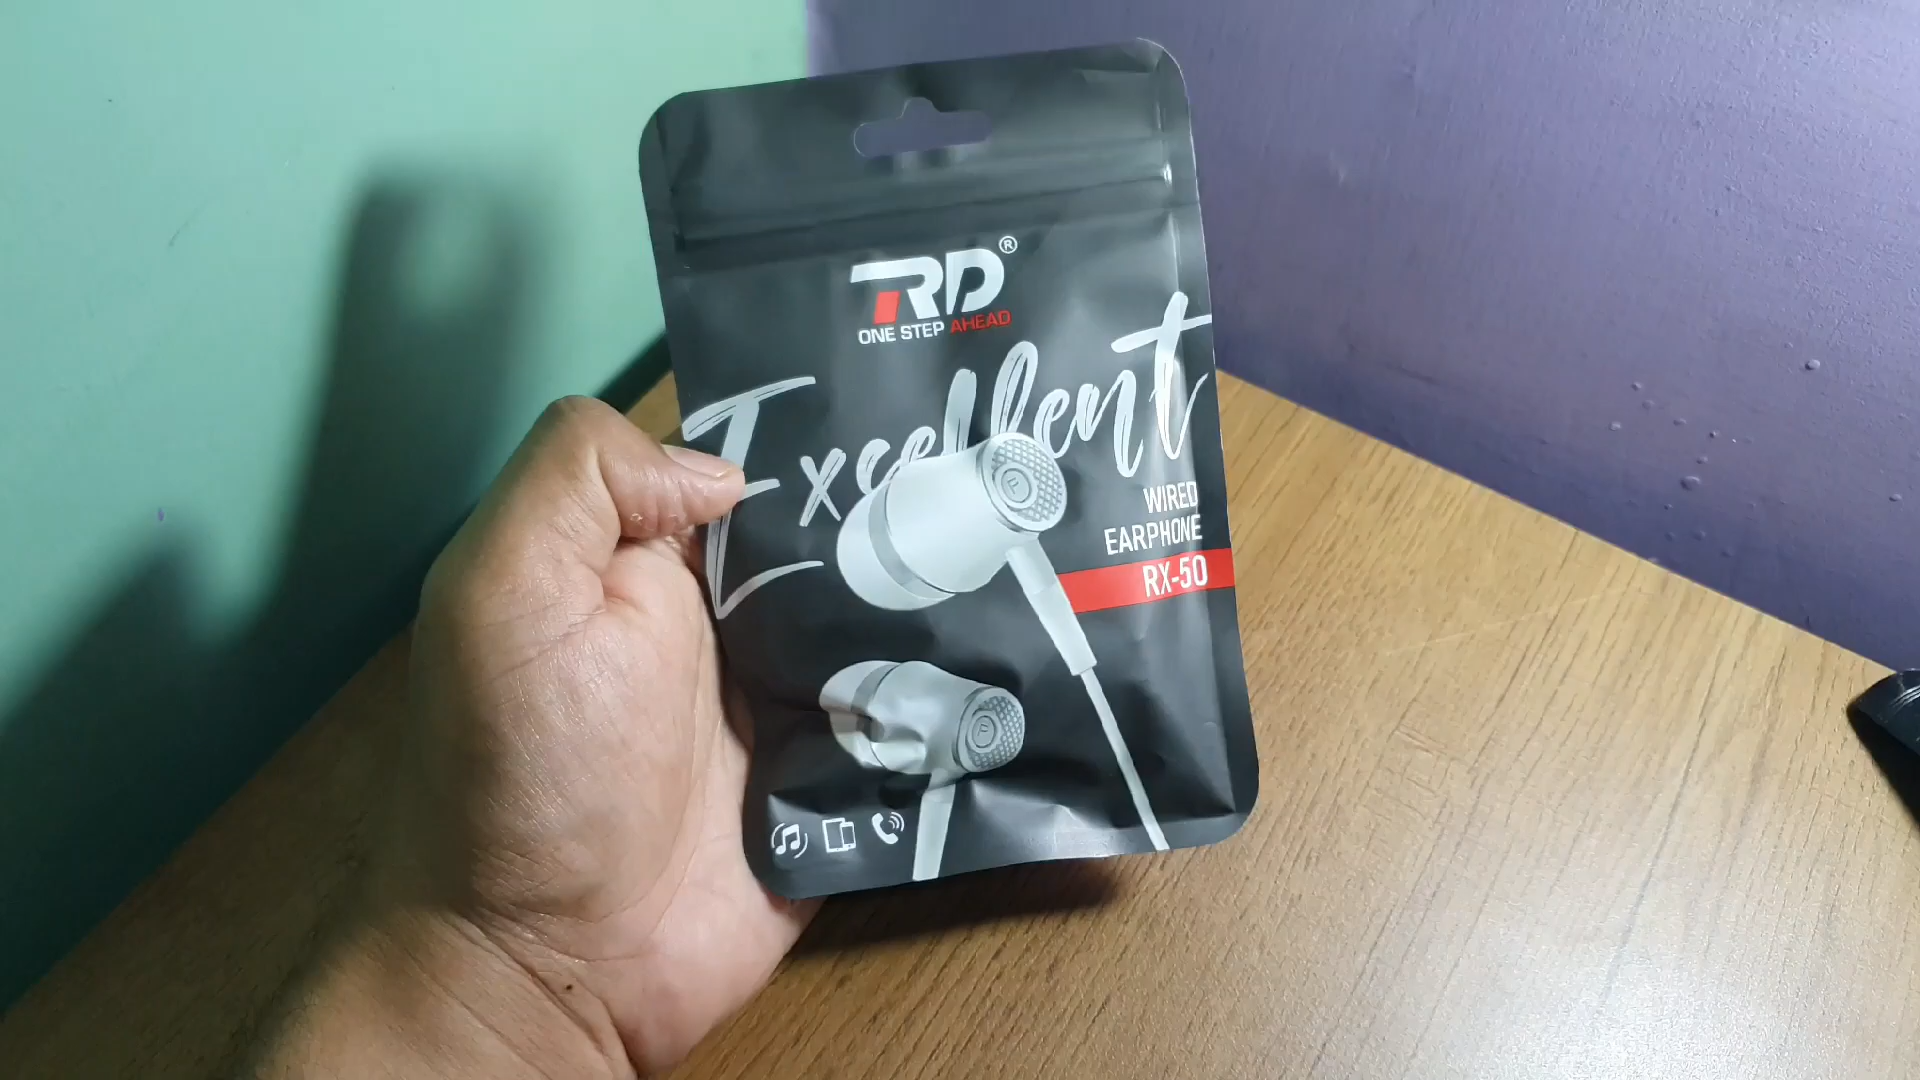 RD®
ONE STEP AHEAD
Excellent
WIRED
EARPHONE
RX-50